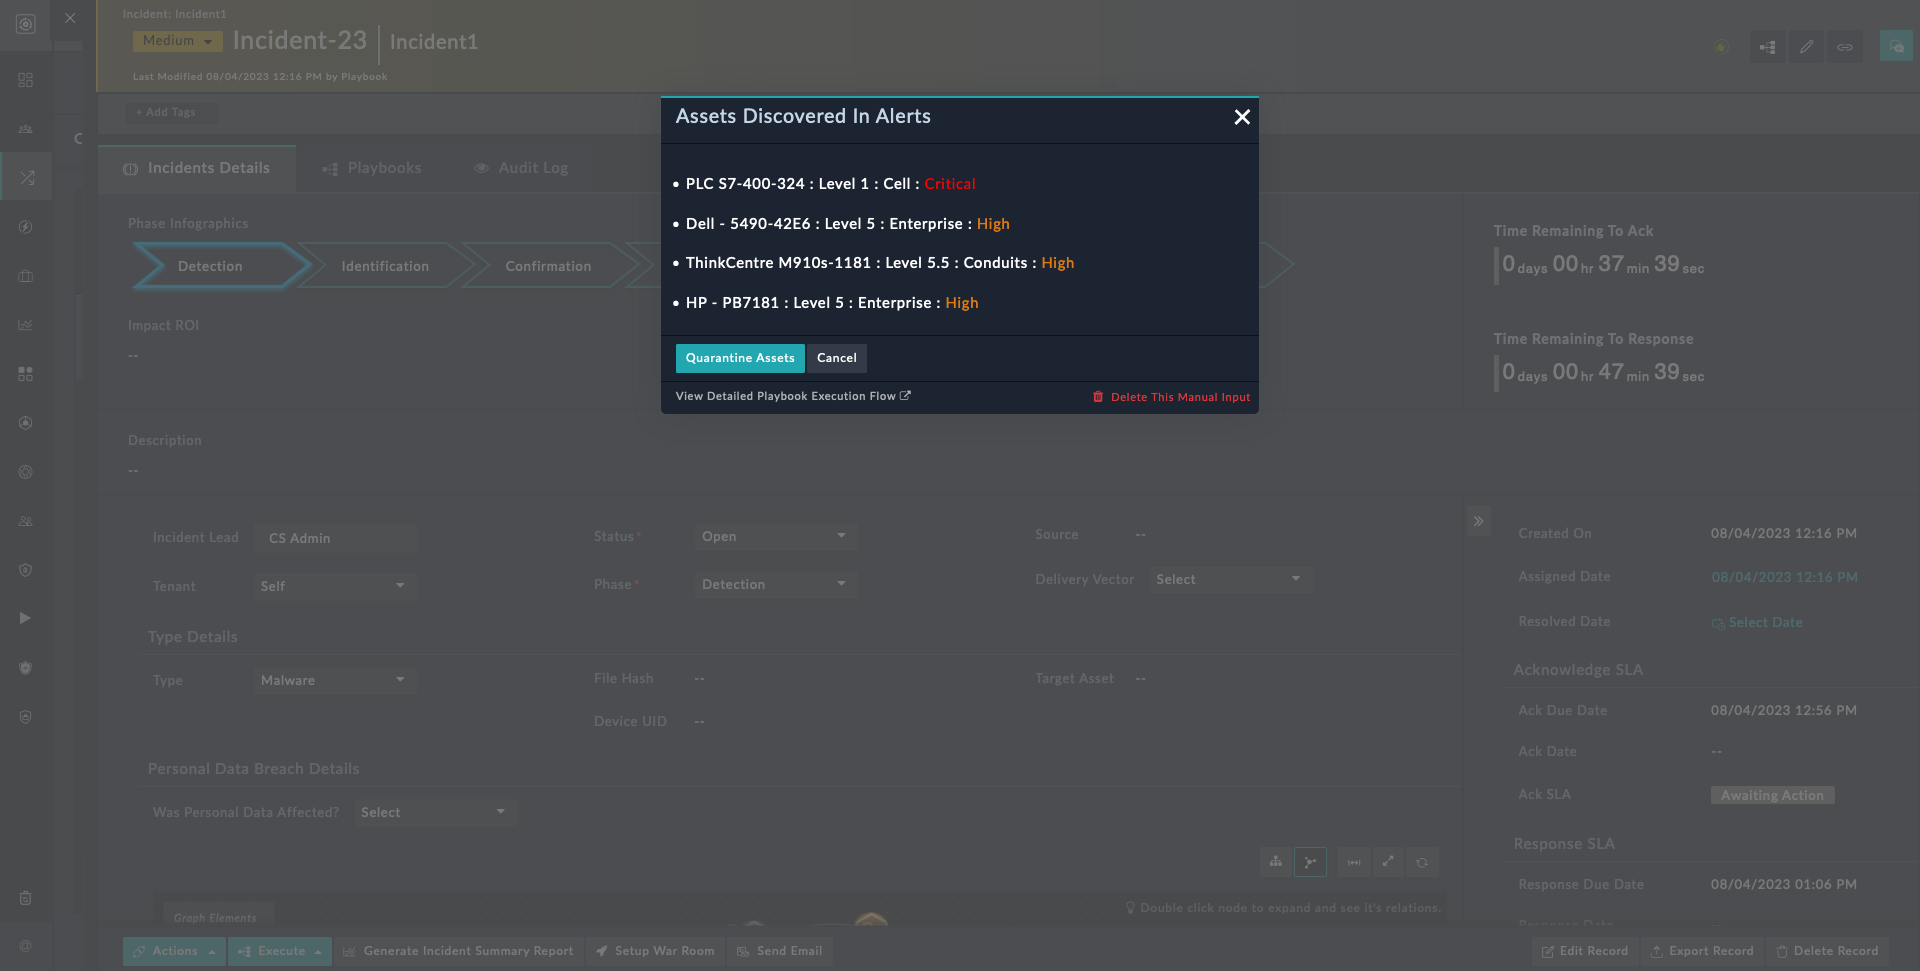 Incident: Incident1
Medium
Incident-23
Incident1
Last Modified 08/04/2023 12:16 PM by Playbook
+ Add Tags
Incidents Details
Playbooks
Audit Log
Assets Discovered In Alerts
• PLC S7-400-324 : Level 1 : Cell : Critical
• Dell - 5490-42E6 : Level 5 : Enterprise : High
• ThinkCentre M910s-1181 : Level 5.5 : Conduits : High
• HP - PB7181 : Level 5 : Enterprise : High
Quarantine Assets
Cancel
View Detailed Playbook Execution Flow
Delete This Manual Input
Phase Infographics
Detection
Identification
Confirmation
Impact ROI
--
Time Remaining To Ack
0 days 00 hr 37 min 39 sec
Time Remaining To Response
0 days 00 hr 47 min 39 sec
Description
--
Incident Lead CS Admin
Status* Open
Source --
Tenant Self
Phase* Detection
Delivery Vector Select
Type Details
Type Malware
File Hash --
Target Asset --
Device UID --
Personal Data Breach Details
Was Personal Data Affected? Select
Graph Elements
Double click node to expand and see it's relations.
Created On 08/04/2023 12:16 PM
Assigned Date 08/04/2023 12:16 PM
Resolved Date Select Date
Acknowledge SLA
Ack Due Date 08/04/2023 12:56 PM
Ack Date --
Ack SLA Awaiting Action
Response SLA
Response Due Date 08/04/2023 01:06 PM
Response Date --
Actions
Execute
Generate Incident Summary Report
Setup War Room
Send Email
Edit Record
Export Record
Delete Record